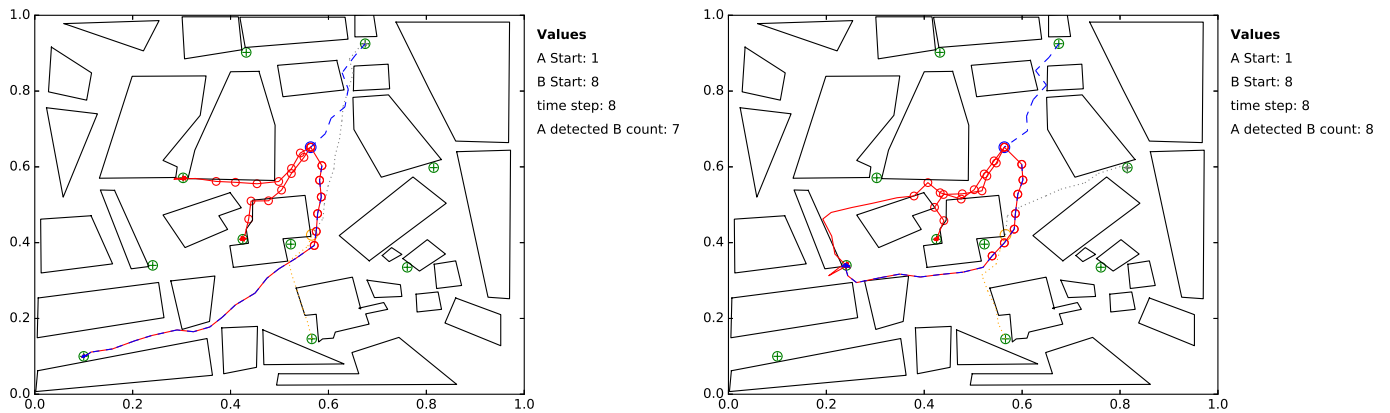 1.0
0.8
0.6
0.4
0.2
0.0
0.0 0.2 0.4 0.6 0.8 1.0
Values
A Start: 1
B Start: 8
time step: 8
A detected B count: 7
1.0
0.8
0.6
0.4
0.2
0.0
0.0 0.2 0.4 0.6 0.8 1.0
Values
A Start: 1
B Start: 8
time step: 8
A detected B count: 8